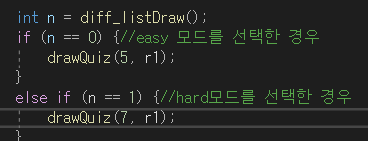 int n = diff_listDraw();
if (n == 0) {//easy 모드를 선택한 경우
drawQuiz(5, r1);
}
else if (n == 1) {//hard모드를 선택한 경우
drawQuiz(7, r1);
}